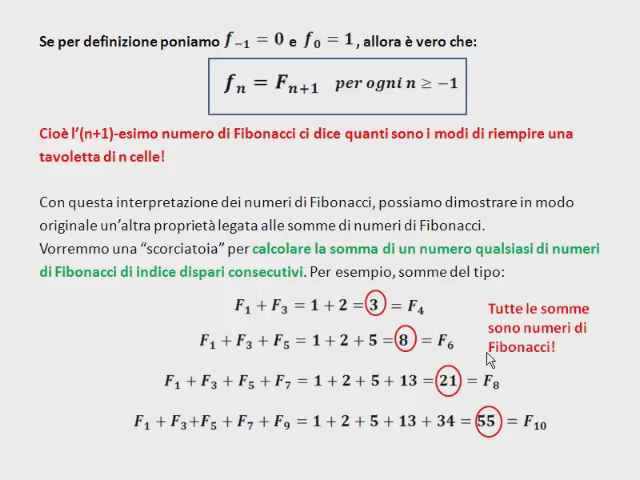 Se per definizione poniamo f₋₁ = 0 e f₀ = 1, allora è vero che:
fₙ = Fₙ₊₁ per ogni n ≥ −1
Cioè l'(n+1)-esimo numero di Fibonacci ci dice quanti sono i modi di riempire una
tavoletta di n celle!
Con questa interpretazione dei numeri di Fibonacci, possiamo dimostrare in modo
originale un'altra proprietà legata alle somme di numeri di Fibonacci.
Vorremmo una "scorciatoia" per calcolare la somma di un numero qualsiasi di numeri
di Fibonacci di indice dispari consecutivi. Per esempio, somme del tipo:
F₁ + F₃ = 1 + 2 = 3 = F₄
F₁ + F₃ + F₅ = 1 + 2 + 5 = 8 = F₆
F₁ + F₃ + F₅ + F₇ = 1 + 2 + 5 + 13 = 21 = F₈
F₁ + F₃+F₅ + F₇ + F₉ = 1 + 2 + 5 + 13 + 34 = 55 = F₁₀
Tutte le somme
sono numeri di
Fibonacci!